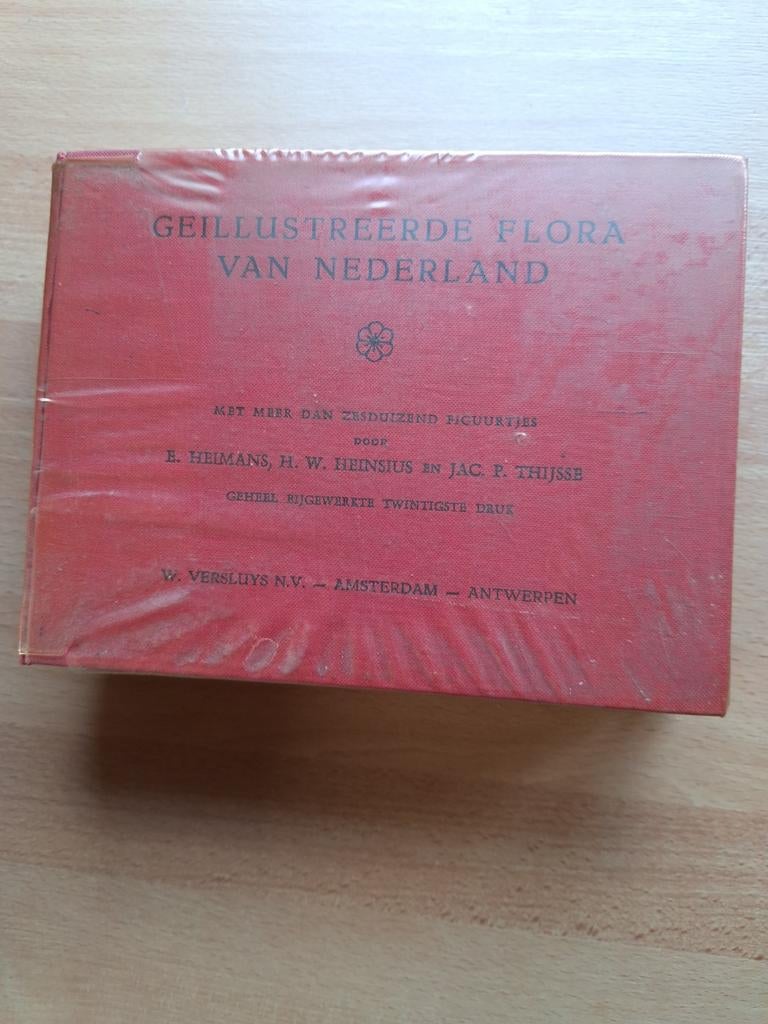 GEILLUSTREERDE FLORA
VAN NEDERLAND
MET MEER DAN ZESDUIZEND FIGUURTJES
DOOR
E. HEIMANS, H. W. HEINSIUS EN JAC. P. THIJSSE
GEHEEL BIJGEWERKTE TWINTIGSTE DRUK
W. VERSLUYS N.V. — AMSTERDAM — ANTWERPEN